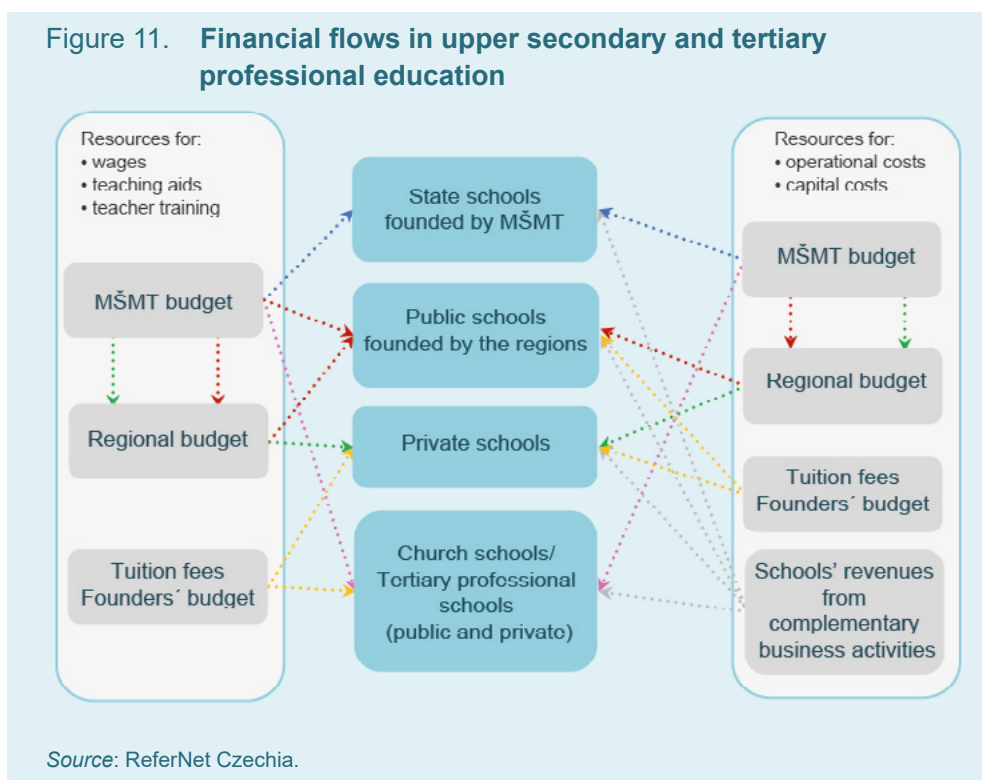 Figure 11. Financial flows in upper secondary and tertiary
professional education
Resources for:
• wages
• teaching aids
• teacher training
MŠMT budget
Regional budget
Tuition fees
Founders´ budget
State schools
founded by MŠMT
Public schools
founded by the regions
Private schools
Church schools/
Tertiary professional
schools
(public and private)
Resources for:
• operational costs
• capital costs
MŠMT budget
Regional budget
Tuition fees
Founders´ budget
Schools’ revenues
from
complementary
business activities
Source: ReferNet Czechia.